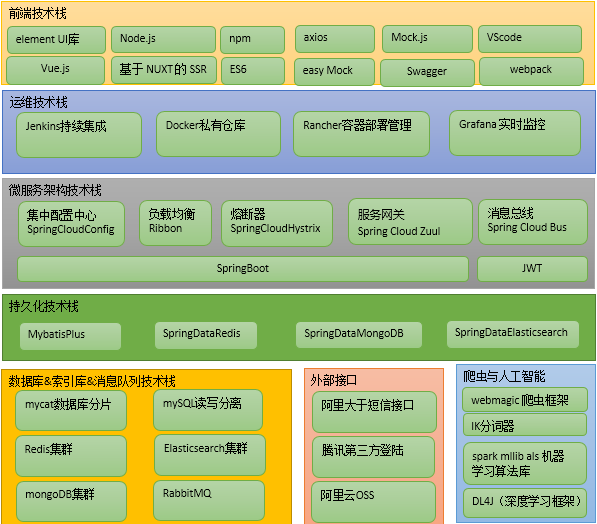 前端技术栈
element UI库
Node.js
npm
axios
Mock.js
VScode
Vue.js
基于 NUXT的 SSR
ES6
easy Mock
Swagger
webpack
运维技术栈
Jenkins持续集成
Docker私有仓库
Rancher容器部署管理
Grafana 实时监控
微服务架构技术栈
集中配置中心
SpringCloudConfig
负载均衡
Ribbon
熔断器
SpringCloudHystrix
服务网关
Spring Cloud Zuul
消息总线
Spring Cloud Bus
SpringBoot
JWT
持久化技术栈
MybatisPlus
SpringDataRedis
SpringDataMongoDB
SpringDataElasticsearch
数据库&索引库&消息队列技术栈
mycat数据库分片
mySQL读写分离
Redis集群
Elasticsearch集群
mongoDB集群
RabbitMQ
外部接口
阿里大于短信接口
腾讯第三方登陆
阿里云OSS
爬虫与人工智能
webmagic 爬虫框架
IK分词器
spark mllib als 机器
学习算法库
DL4J（深度学习框架）